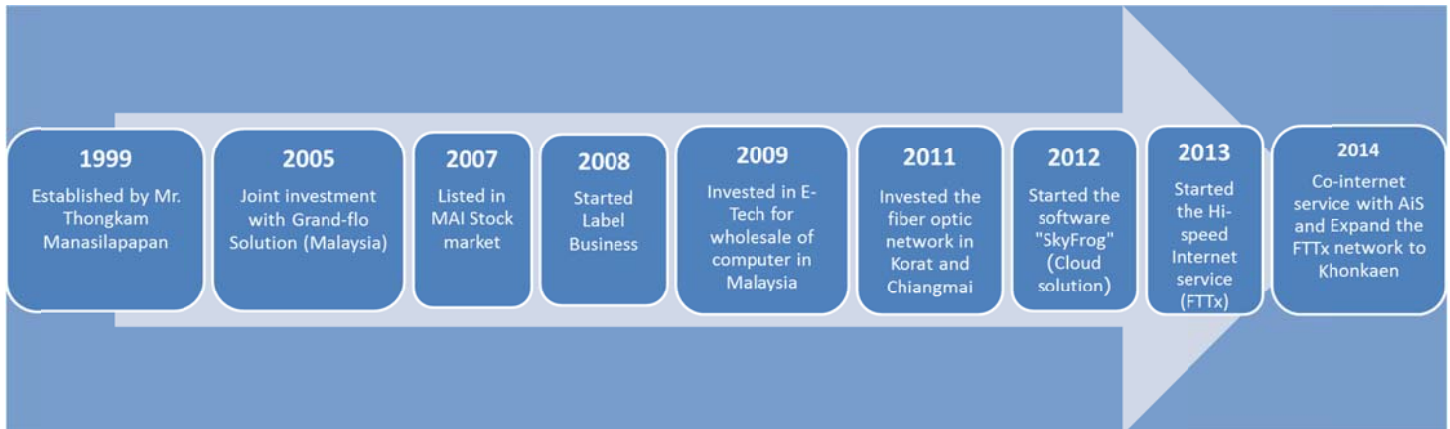 1999
Established by Mr.
Thongkam
Manasilapapan
2005
Joint investment
with Grand-flo
Solution (Malaysia)
2007
Listed in
MAI Stock
market
2008
Started
Label
Business
2009
Invested in E-
Tech for
wholesale of
computer in
Malaysia
2011
Invested the
fiber optic
network in
Korat and
Chiangmai
2012
Started the
software
"SkyFrog"
(Cloud
solution)
2013
Started
the Hi-
speed
Internet
service
(FTTx)
2014
Co-internet
service with AiS
and Expand the
FTTx network to
Khonkaen